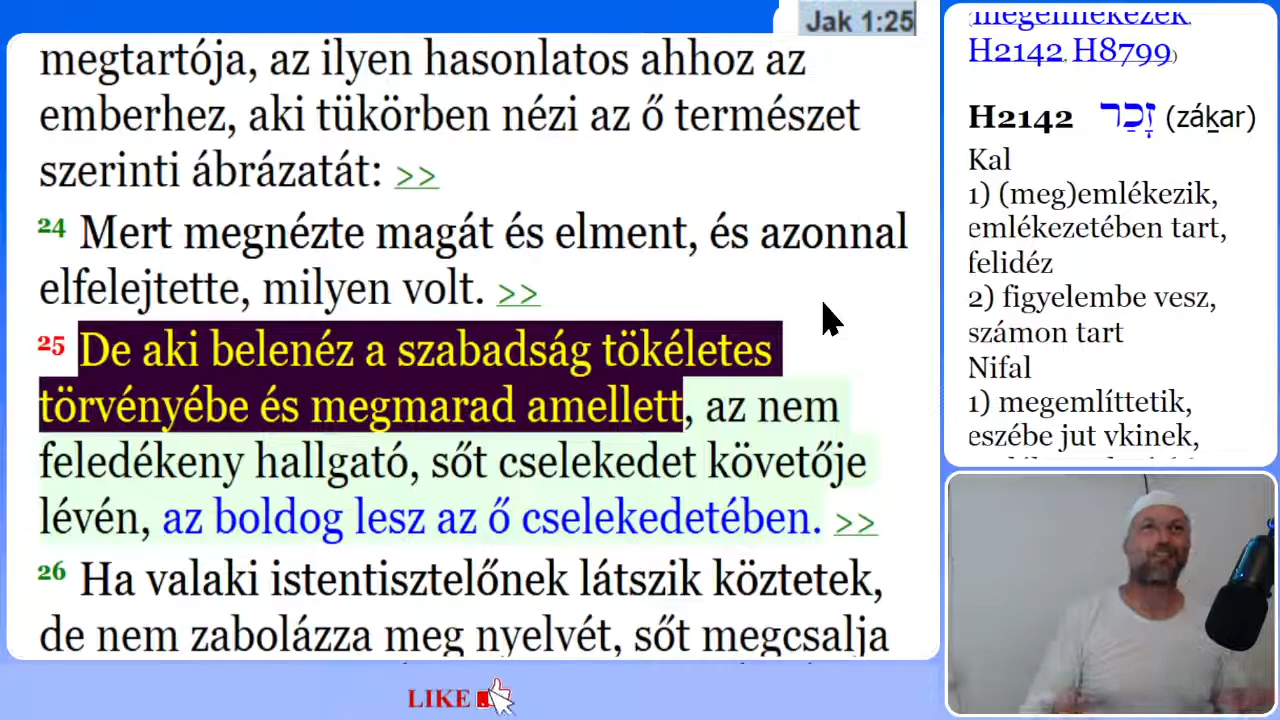 Jak 1:25
megtartója, az ilyen hasonlatos ahhoz az
emberhez, aki tükörben nézi az ő természet
szerinti ábrázatát: >>
24 Mert megnézte magát és elment, és azonnal
elfelejtette, milyen volt. >>
25 De aki belenéz a szabadság tökéletes
törvényébe és megmarad amellett, az nem
feledékeny hallgató, sőt cselekedet követője
lévén, az boldog lesz az ő cselekedetében. >>
26 Ha valaki istentisztelőnek látszik köztetek,
de nem zabolázza meg nyelvét, sőt megcsalja
LIKE
(megemlékezék,
H2142, H8799)
H2142 זָכַר (zákar)
Kal
1) (meg)emlékezik,
emlékezetében tart,
felidéz
2) figyelembe vesz,
számon tart
Nifal
1) megemlíttetik,
eszébe jut vkinek,